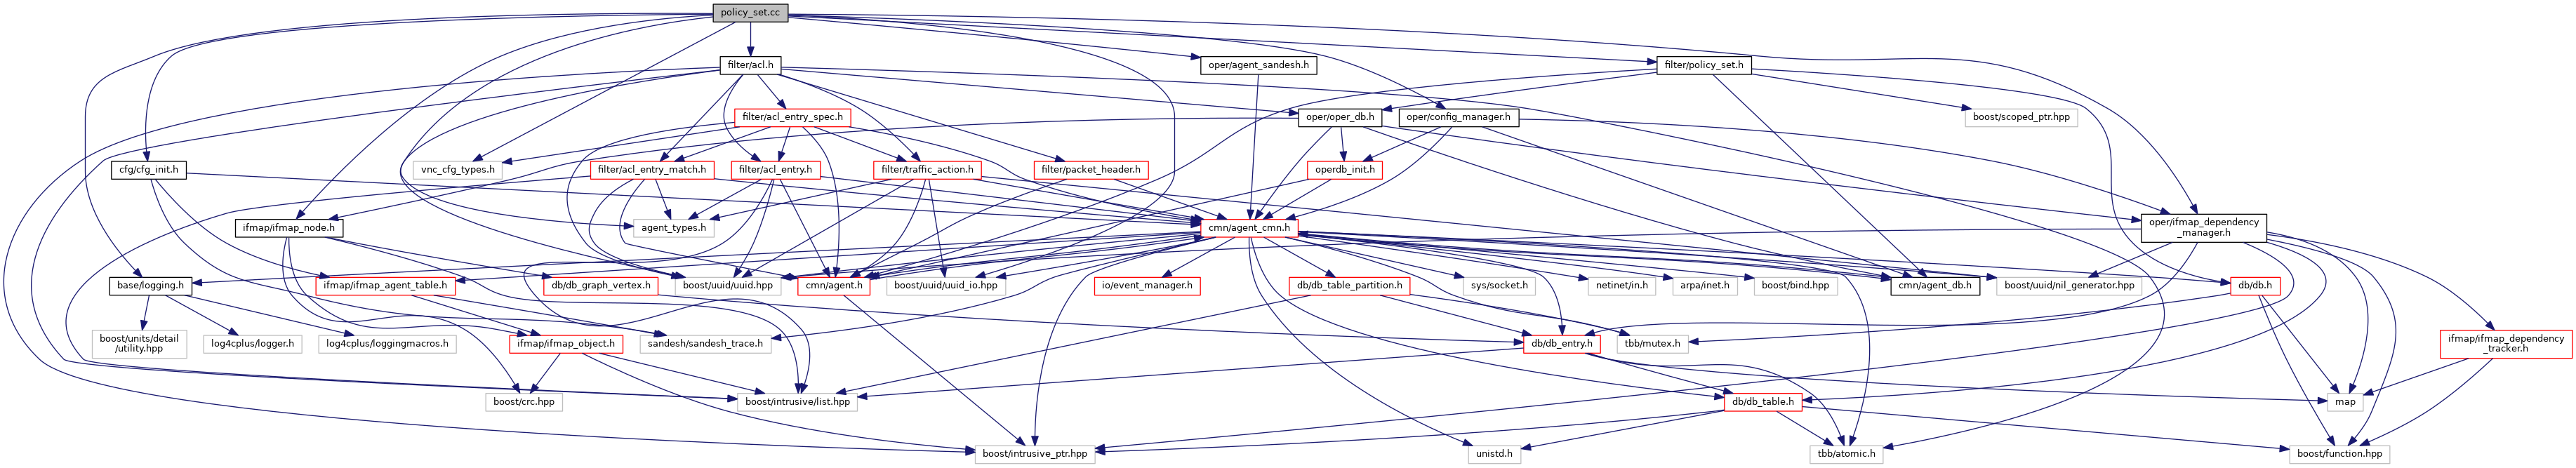 policy_set.cc
filter/acl.h
oper/agent_sandesh.h
filter/policy_set.h
filter/acl_entry_spec.h
oper/oper_db.h
oper/config_manager.h
boost/scoped_ptr.hpp
cfg/cfg_init.h
vnc_cfg_types.h
filter/acl_entry_match.h
filter/acl_entry.h
filter/traffic_action.h
filter/packet_header.h
operdb_init.h
ifmap/ifmap_node.h
agent_types.h
cmn/agent_cmn.h
oper/ifmap_dependency
_manager.h
base/logging.h
ifmap/ifmap_agent_table.h
db/db_graph_vertex.h
boost/uuid/uuid.hpp
cmn/agent.h
boost/uuid/uuid_io.hpp
io/event_manager.h
db/db_table_partition.h
sys/socket.h
netinet/in.h
arpa/inet.h
boost/bind.hpp
cmn/agent_db.h
boost/uuid/nil_generator.hpp
db/db.h
boost/units/detail
/utility.hpp
log4cplus/logger.h
log4cplus/loggingmacros.h
ifmap/ifmap_object.h
sandesh/sandesh_trace.h
db/db_entry.h
tbb/mutex.h
ifmap/ifmap_dependency
_tracker.h
boost/crc.hpp
boost/intrusive/list.hpp
db/db_table.h
map
boost/intrusive_ptr.hpp
unistd.h
tbb/atomic.h
boost/function.hpp